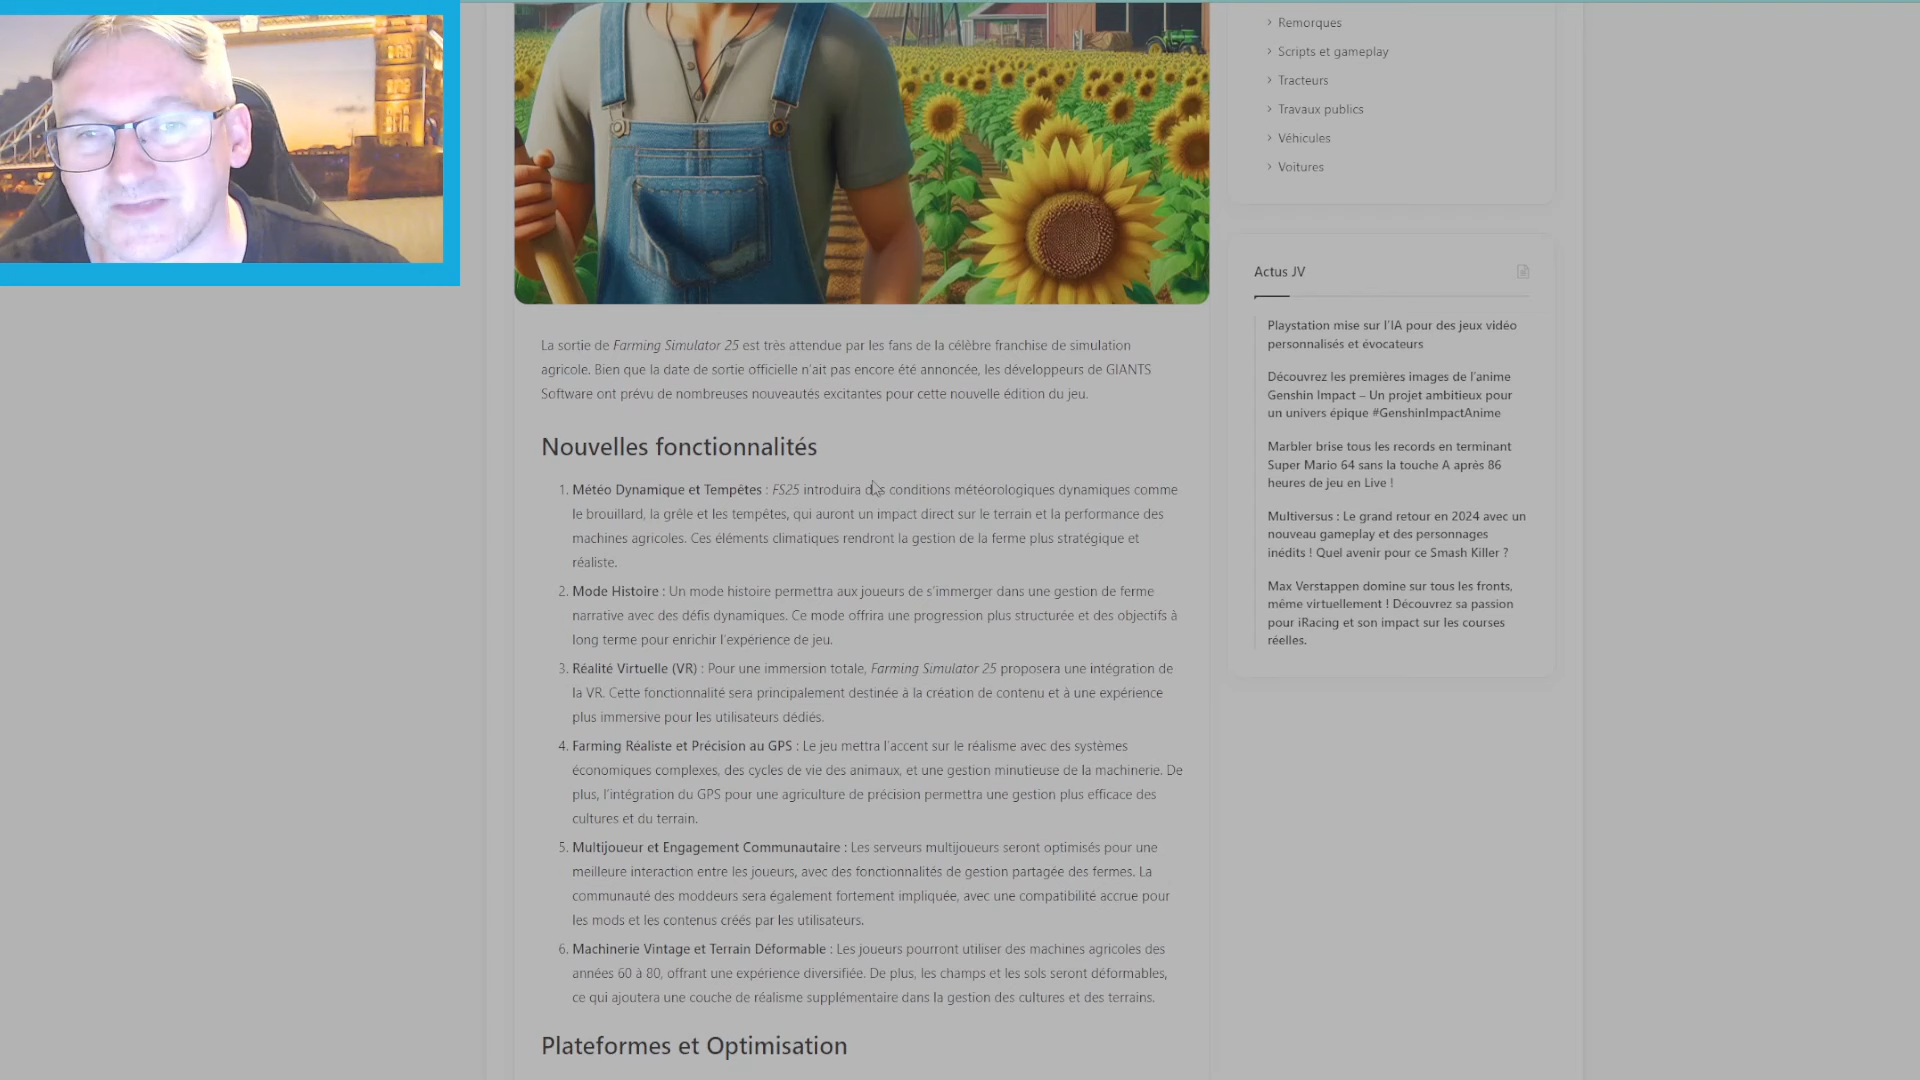 La sortie de Farming Simulator 25 est très attendue par les fans de la célèbre franchise de simulation
agricole. Bien que la date de sortie officielle n'ait pas encore été annoncée, les développeurs de GIANTS
Software ont prévu de nombreuses nouveautés excitantes pour cette nouvelle édition du jeu.
Nouvelles fonctionnalités
1. Météo Dynamique et Tempêtes : FS25 introduira des conditions météorologiques dynamiques comme
le brouillard, la grêle et les tempêtes, qui auront un impact direct sur le terrain et la performance des
machines agricoles. Ces éléments climatiques rendront la gestion de la ferme plus stratégique et
réaliste.
2. Mode Histoire : Un mode histoire permettra aux joueurs de s'immerger dans une gestion de ferme
narrative avec des défis dynamiques. Ce mode offrira une progression plus structurée et des objectifs à
long terme pour enrichir l'expérience de jeu.
3. Réalité Virtuelle (VR) : Pour une immersion totale, Farming Simulator 25 proposera une intégration de
la VR. Cette fonctionnalité sera principalement destinée à la création de contenu et à une expérience
plus immersive pour les utilisateurs dédiés.
4. Farming Réaliste et Précision au GPS : Le jeu mettra l'accent sur le réalisme avec des systèmes
économiques complexes, des cycles de vie des animaux, et une gestion minutieuse de la machinerie. De
plus, l'intégration du GPS pour une agriculture de précision permettra une gestion plus efficace des
cultures et du terrain.
5. Multijoueur et Engagement Communautaire : Les serveurs multijoueurs seront optimisés pour une
meilleure interaction entre les joueurs, avec des fonctionnalités de gestion partagée des fermes. La
communauté des moddeurs sera également fortement impliquée, avec une compatibilité accrue pour
les mods et les contenus créés par les utilisateurs.
6. Machinerie Vintage et Terrain Déformable : Les joueurs pourront utiliser des machines agricoles des
années 60 à 80, offrant une expérience diversifiée. De plus, les champs et les sols seront déformables,
ce qui ajoutera une couche de réalisme supplémentaire dans la gestion des cultures et des terrains.
Plateformes et Optimisation
Remorques
Scripts et gameplay
Tracteurs
Travaux publics
Véhicules
Voitures
Actus JV
Playstation mise sur l'IA pour des jeux vidéo
personnalisés et évocateurs
Découvrez les premières images de l'anime
Genshin Impact – Un projet ambitieux pour
un univers épique #GenshinImpactAnime
Marbler brise tous les records en terminant
Super Mario 64 sans la touche A après 86
heures de jeu en Live !
Multiversus : Le grand retour en 2024 avec un
nouveau gameplay et des personnages
inédits ! Quel avenir pour ce Smash Killer ?
Max Verstappen domine sur tous les fronts,
même virtuellement ! Découvrez sa passion
pour iRacing et son impact sur les courses
réelles.